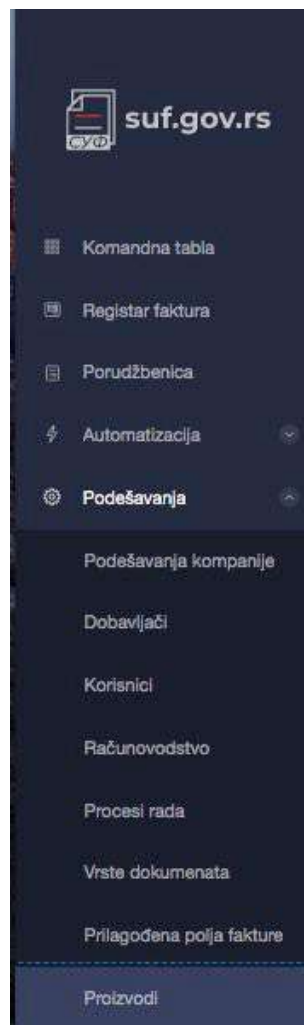 СУФ
suf.gov.rs
Komandna tabla
Registar faktura
Porudžbenica
Automatizacija
Podešavanja
Podešavanja kompanije
Dobavljači
Korisnici
Računovodstvo
Procesi rada
Vrste dokumenata
Prilagođena polja fakture
Proizvodi